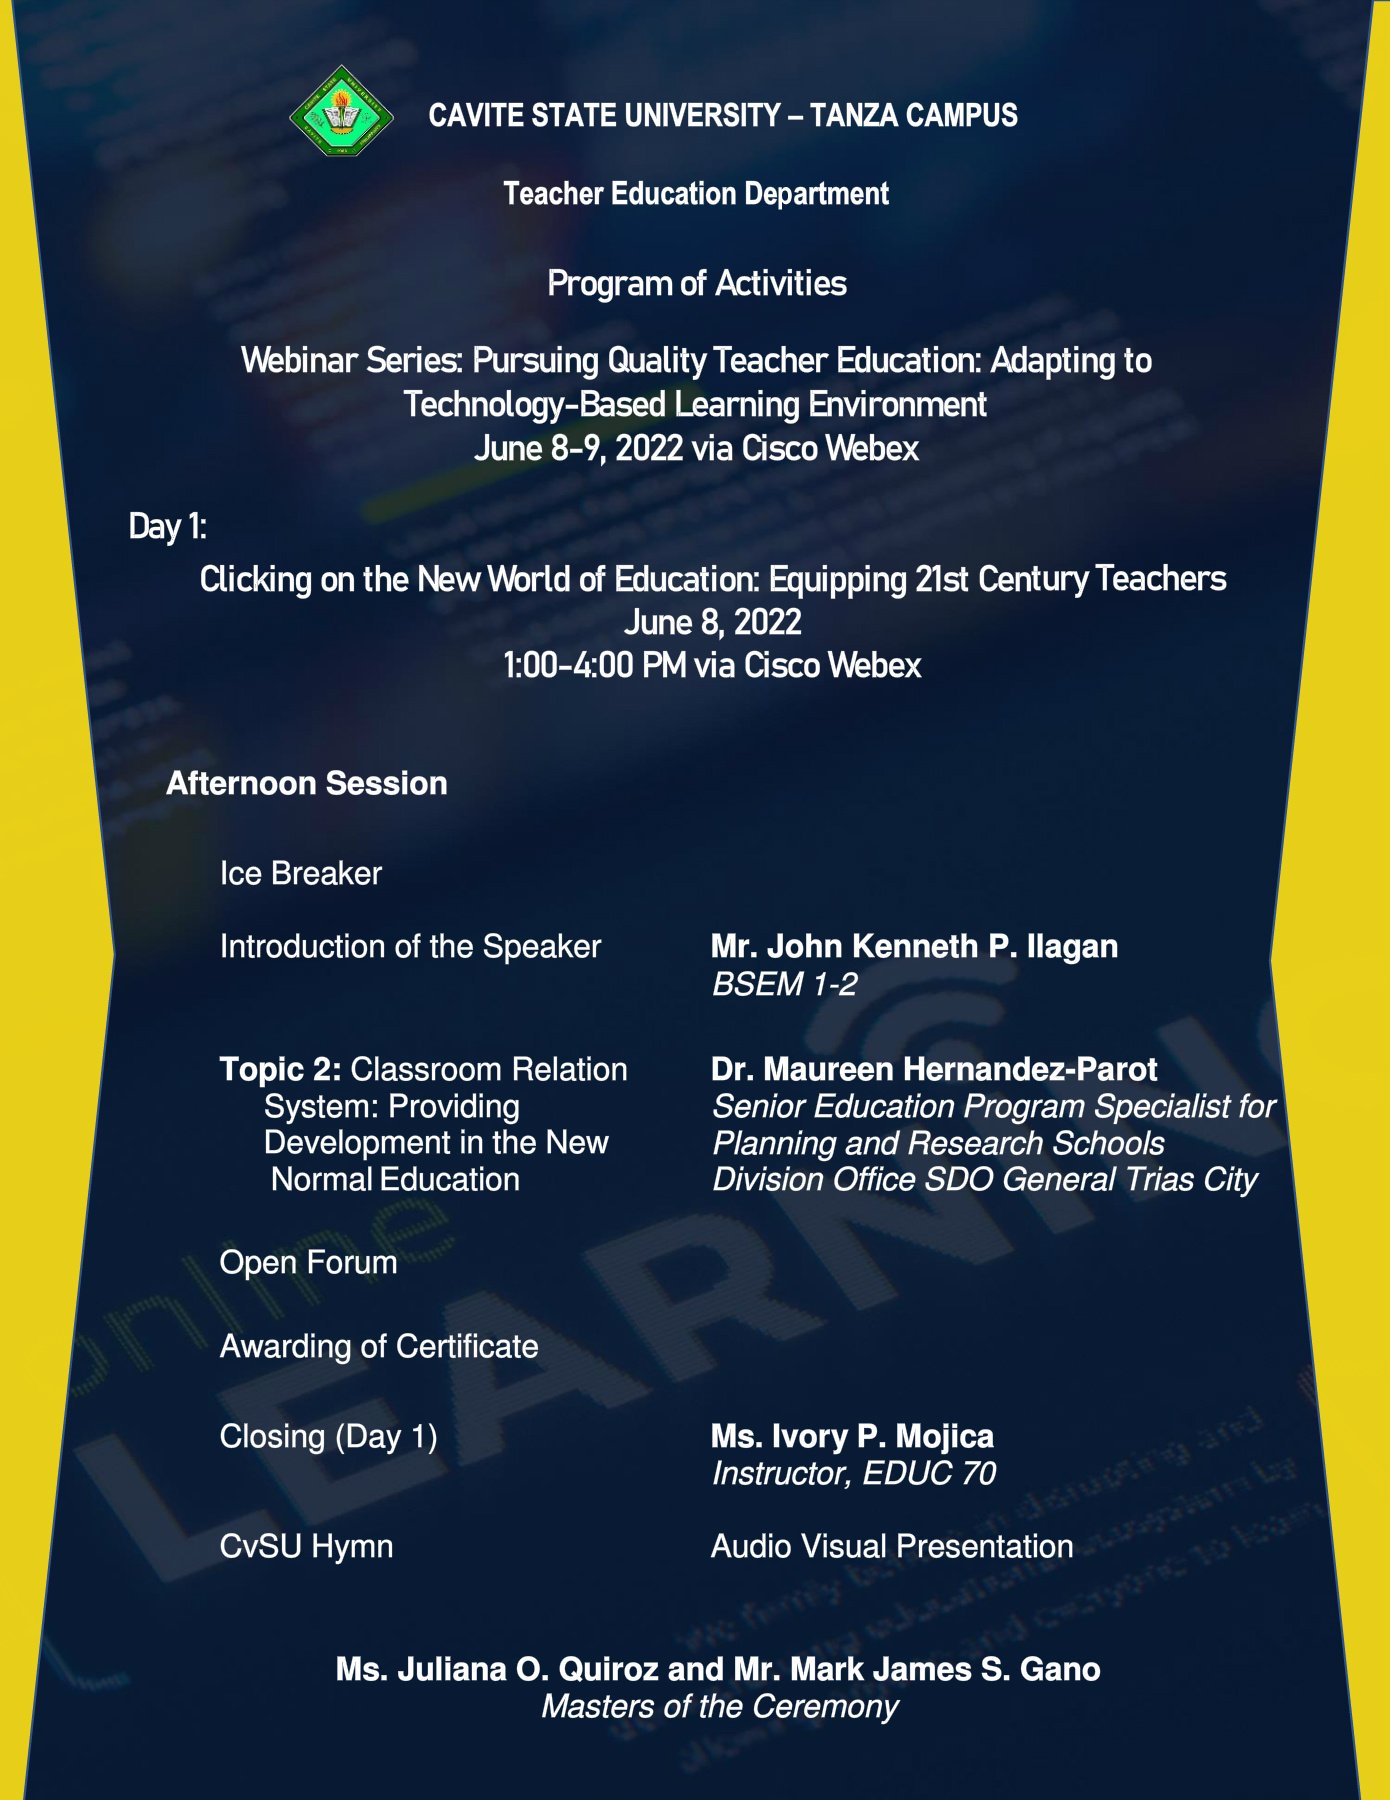 CAVITE STATE UNIVERSITY – TANZA CAMPUS
Teacher Education Department
Program of Activities
Webinar Series: Pursuing Quality Teacher Education: Adapting to
Technology-Based Learning Environment
June 8-9, 2022 via Cisco Webex
Day 1:
Clicking on the New World of Education: Equipping 21st Century Teachers
June 8, 2022
1:00-4:00 PM via Cisco Webex
Afternoon Session
Ice Breaker
Introduction of the Speaker
Mr. John Kenneth P. Ilagan
BSEM 1-2
Topic 2: Classroom Relation
System: Providing
Development in the New
Normal Education
Dr. Maureen Hernandez-Parot
Senior Education Program Specialist for
Planning and Research Schools
Division Office SDO General Trias City
Open Forum
Awarding of Certificate
Closing (Day 1)
Ms. Ivory P. Mojica
Instructor, EDUC 70
CvSU Hymn
Audio Visual Presentation
Ms. Juliana O. Quiroz and Mr. Mark James S. Gano
Masters of the Ceremony
online
LEARNING